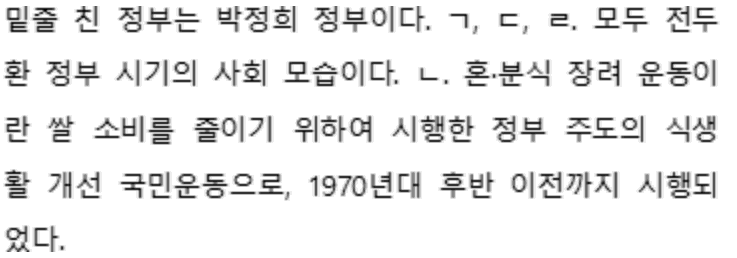 밑줄 친 정부는 박정희 정부이다. ㄱ, ㄷ, ㄹ. 모두 전두
환 정부 시기의 사회 모습이다. ㄴ. 혼·분식 장려 운동이
란 쌀 소비를 줄이기 위하여 시행한 정부 주도의 식생
활 개선 국민운동으로, 1970년대 후반 이전까지 시행되
었다.